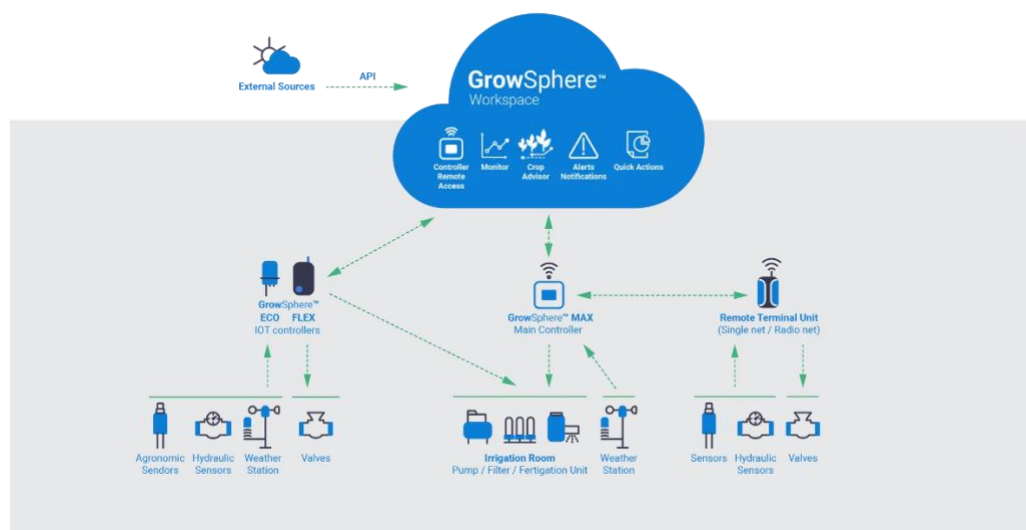 API
External Sources
GrowSphere™
Workspace
Controller
Remote
Access
Monitor
Crop
Advisor
Alerts
Notifications
Quick Actions
GrowSphere™
ECO FLEX
IOT controllers
GrowSphere™ MAX
Main Controller
Remote Terminal Unit
(Single net / Radio net)
Agronomic
Sendors
Hydraulic
Sensors
Weather
Station
Valves
Irrigation Room
Pump / Filter / Fertigation Unit
Weather
Station
Sensors
Hydraulic
Sensors
Valves